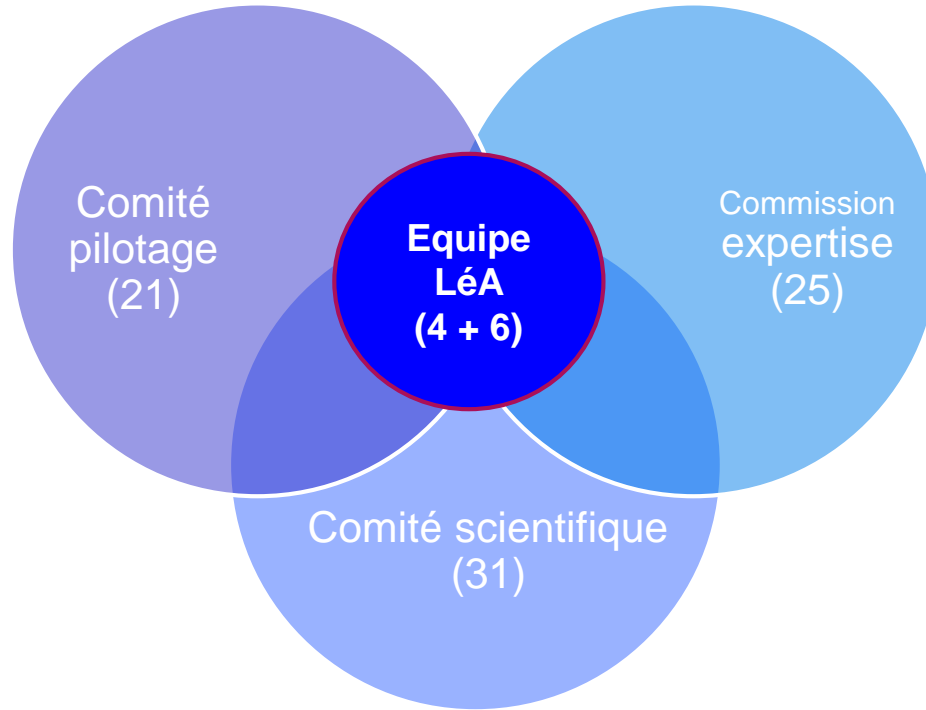 Comité
pilotage
(21)
Equipe
LéA
(4 + 6)
Commission
expertise
(25)
Comité scientifique
(31)